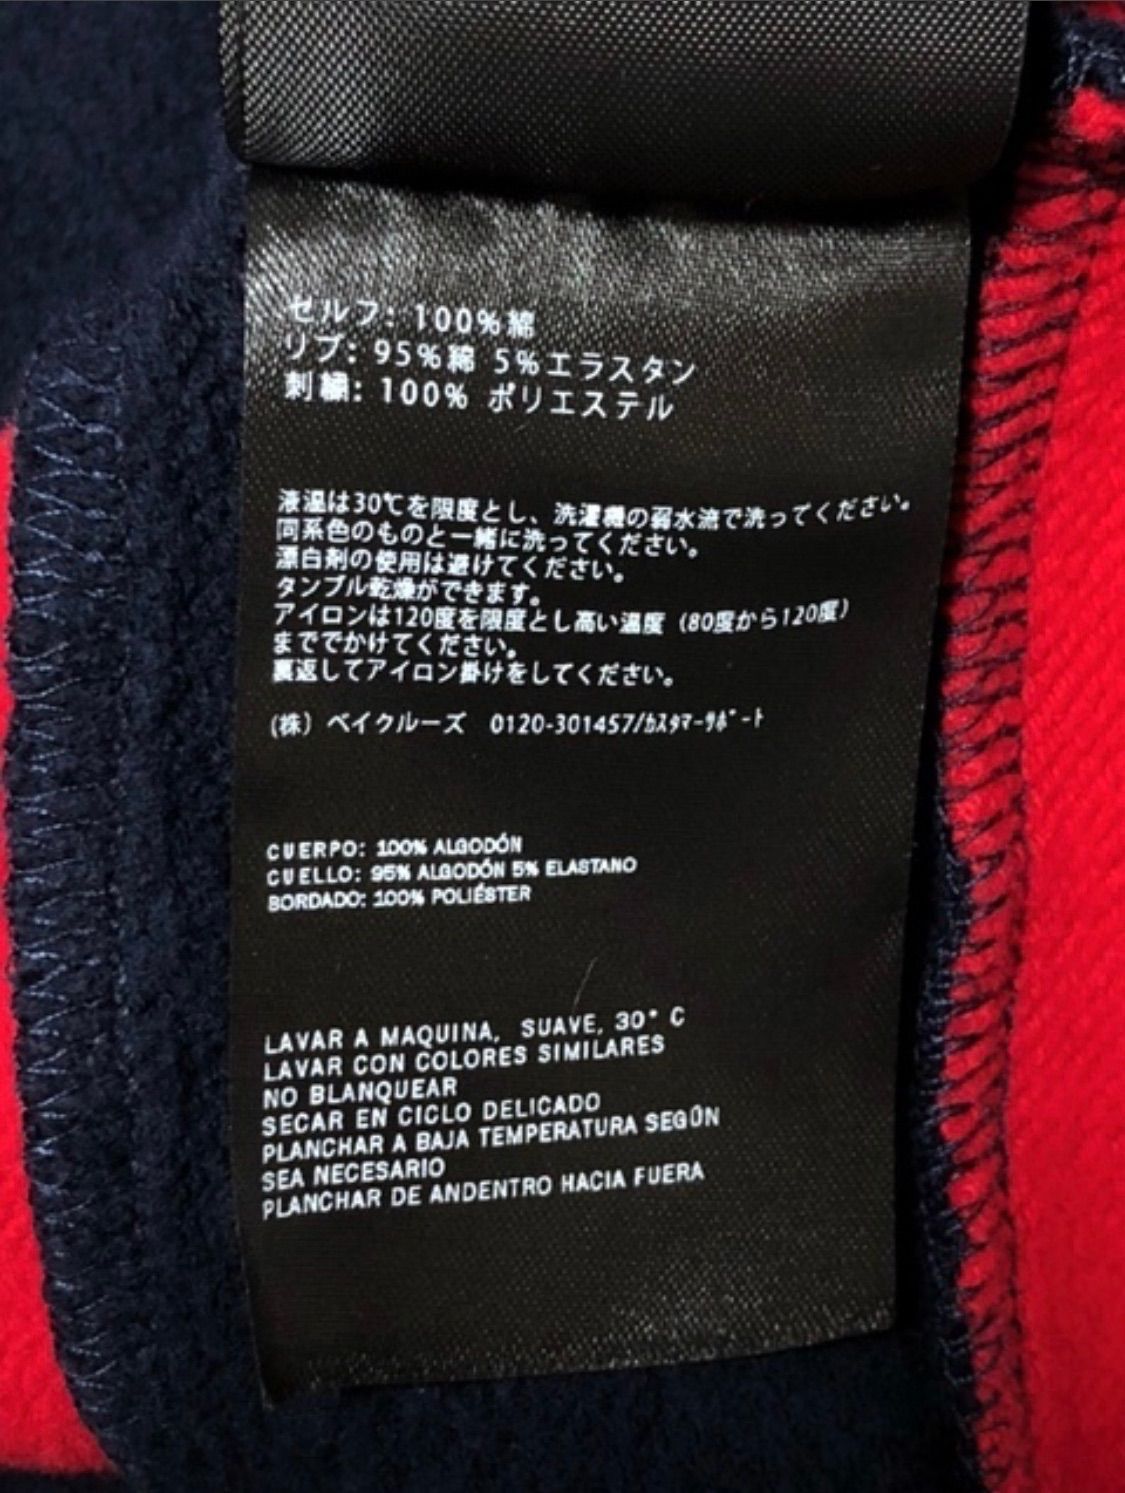 セルフ: 100%綿
リブ: 95%綿 5%エラスタン
刺繍: 100% ポリエステル
液温は30℃を限度とし、洗濯機の弱水流で洗ってください。
同系色のものと一緒に洗ってください。
漂白剤の使用は避けてください。
タンブル乾燥ができます。
アイロンは120度を限度とし高い温度（80度から120度）
まででかけてください。
裏返してアイロン掛けをしてください。
(株）ベイクルーズ 0120-301457/ｶｽﾀﾏｰｻﾎﾟｰﾄ
CUERPO: 100% ALGODÓN
CUELLO: 95% ALGODÓN 5% ELASTANO
BORDADO: 100% POLIÉSTER
LAVAR A MAQUINA, SUAVE, 30° C
LAVAR CON COLORES SIMILARES
NO BLANQUEAR
SECAR EN CICLO DELICADO
PLANCHAR A BAJA TEMPERATURA SEGÚN
SEA NECESARIO
PLANCHAR DE ANDENTRO HACIA FUERA